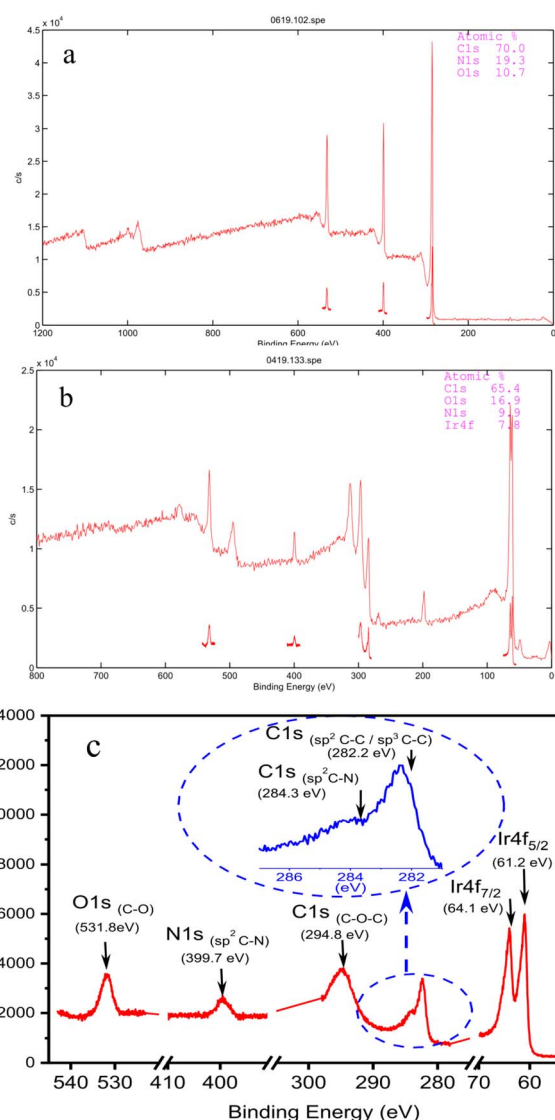 0619.102.spe
4.5 x 10⁴
a
Atomic %
C1s 70.0
N1s 19.3
O1s 10.7
4
3.5
3
2.5
c/s
2
1.5
1
0.5
0
1200 1000 800 600 400 200 0
Binding Energy (eV)
0419.133.spe
2.5 x 10⁴
b
Atomic %
C1s 65.4
O1s 16.9
N1s 9.9
Ir4f 7.8
2
1.5
c/s
1
0.5
0
800 700 600 500 400 300 200 100 0
Binding Energy (eV)
4000
c
C1s (sp² C-C / sp³ C-C)
(282.2 eV)
2000
C1s (sp²C-N)
(284.3 eV)
0000
8000
286 284 282
(eV)
Ir4f5/2
(61.2 eV)
Ir4f7/2
(64.1 eV)
O1s (C-O)
(531.8eV)
N1s (sp² C-N)
(399.7 eV)
C1s (C-O-C)
(294.8 eV)
6000
4000
2000
0
540 530 410 400 300 290 280 70 60
Binding Energy (eV)